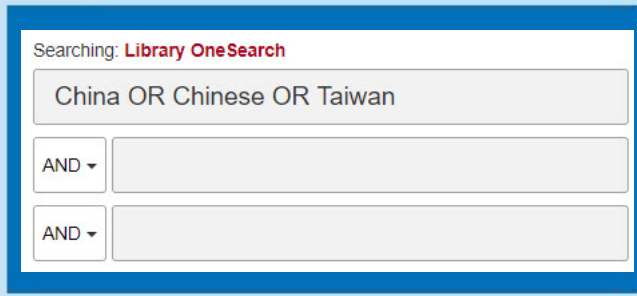 Searching: Library OneSearch
China OR Chinese OR Taiwan
AND
AND